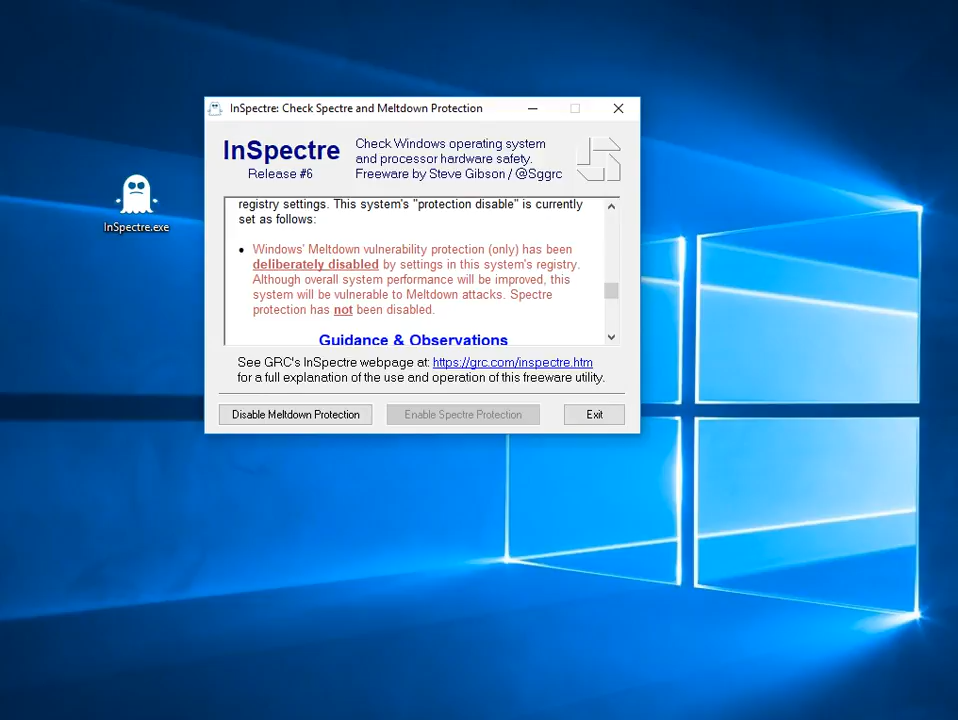 InSpectre: Check Spectre and Meltdown Protection
InSpectre
Release #6
Check Windows operating system
and processor hardware safety.
Freeware by Steve Gibson / @Sggrc
InSpectre.exe
registry settings. This system's "protection disable" is currently
set as follows:
• Windows' Meltdown vulnerability protection (only) has been
deliberately disabled by settings in this system's registry.
Although overall system performance will be improved, this
system will be vulnerable to Meltdown attacks. Spectre
protection has not been disabled.
Guidance & Observations
See GRC's InSpectre webpage at: https://grc.com/inspectre.htm
for a full explanation of the use and operation of this freeware utility.
Disable Meltdown Protection
Enable Spectre Protection
Exit